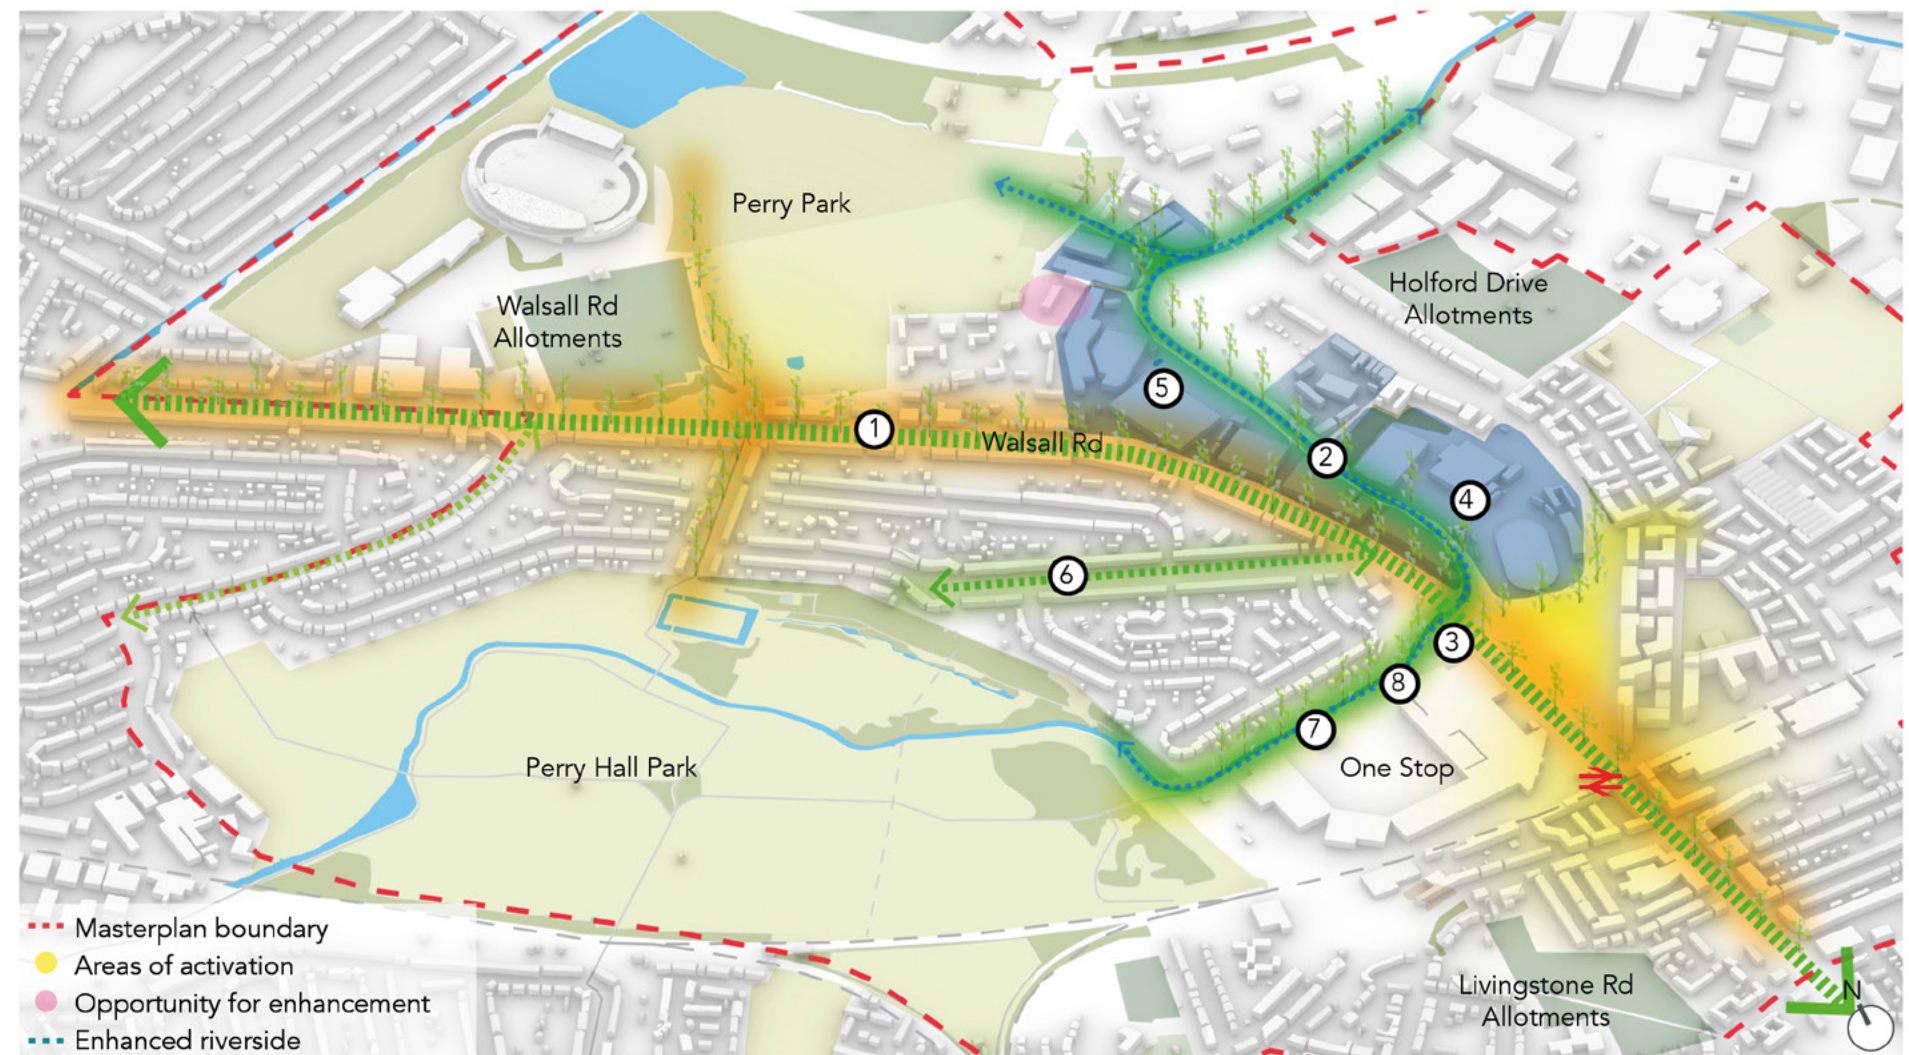 Perry Park
Walsall Rd
Allotments
Holford Drive
Allotments
5
1
Walsall Rd
2
4
6
3
8
7
Perry Hall Park
One Stop
Masterplan boundary
Areas of activation
Opportunity for enhancement
Enhanced riverside
Livingstone Rd
Allotments
N